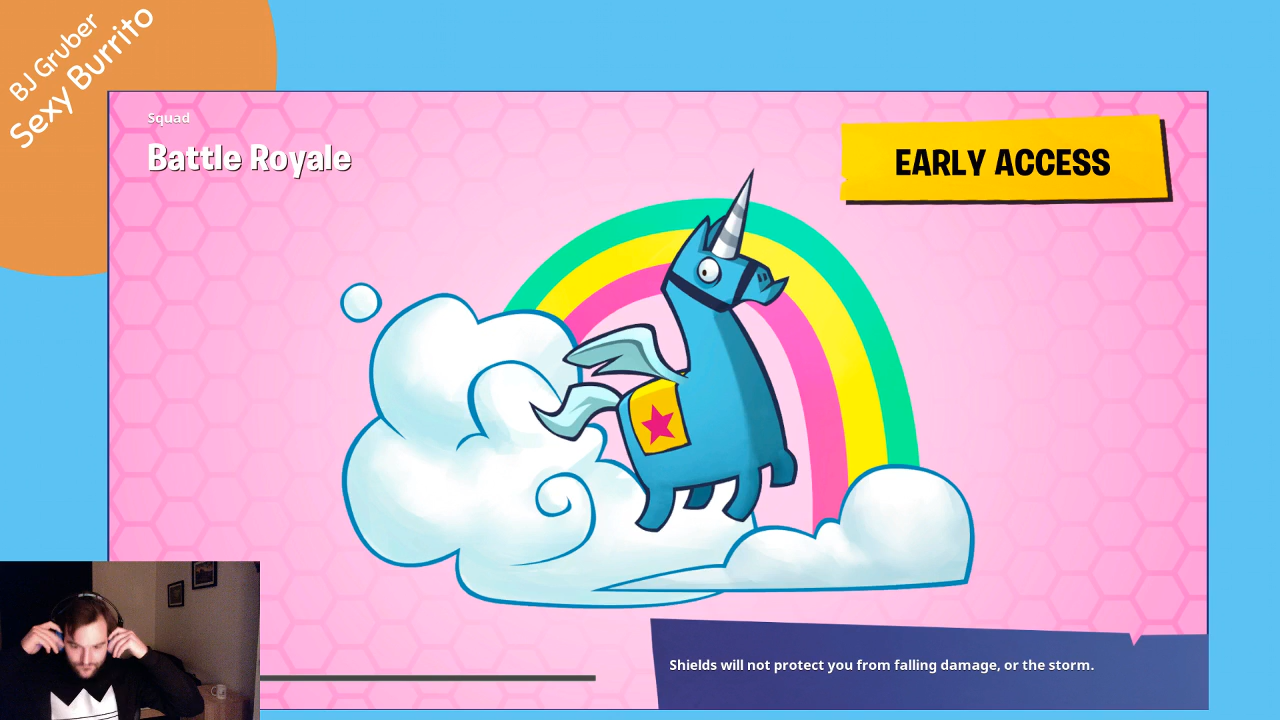 BJ Gruber
Sexy Burrito
Squad
Battle Royale
EARLY ACCESS
Shields will not protect you from falling damage, or the storm.